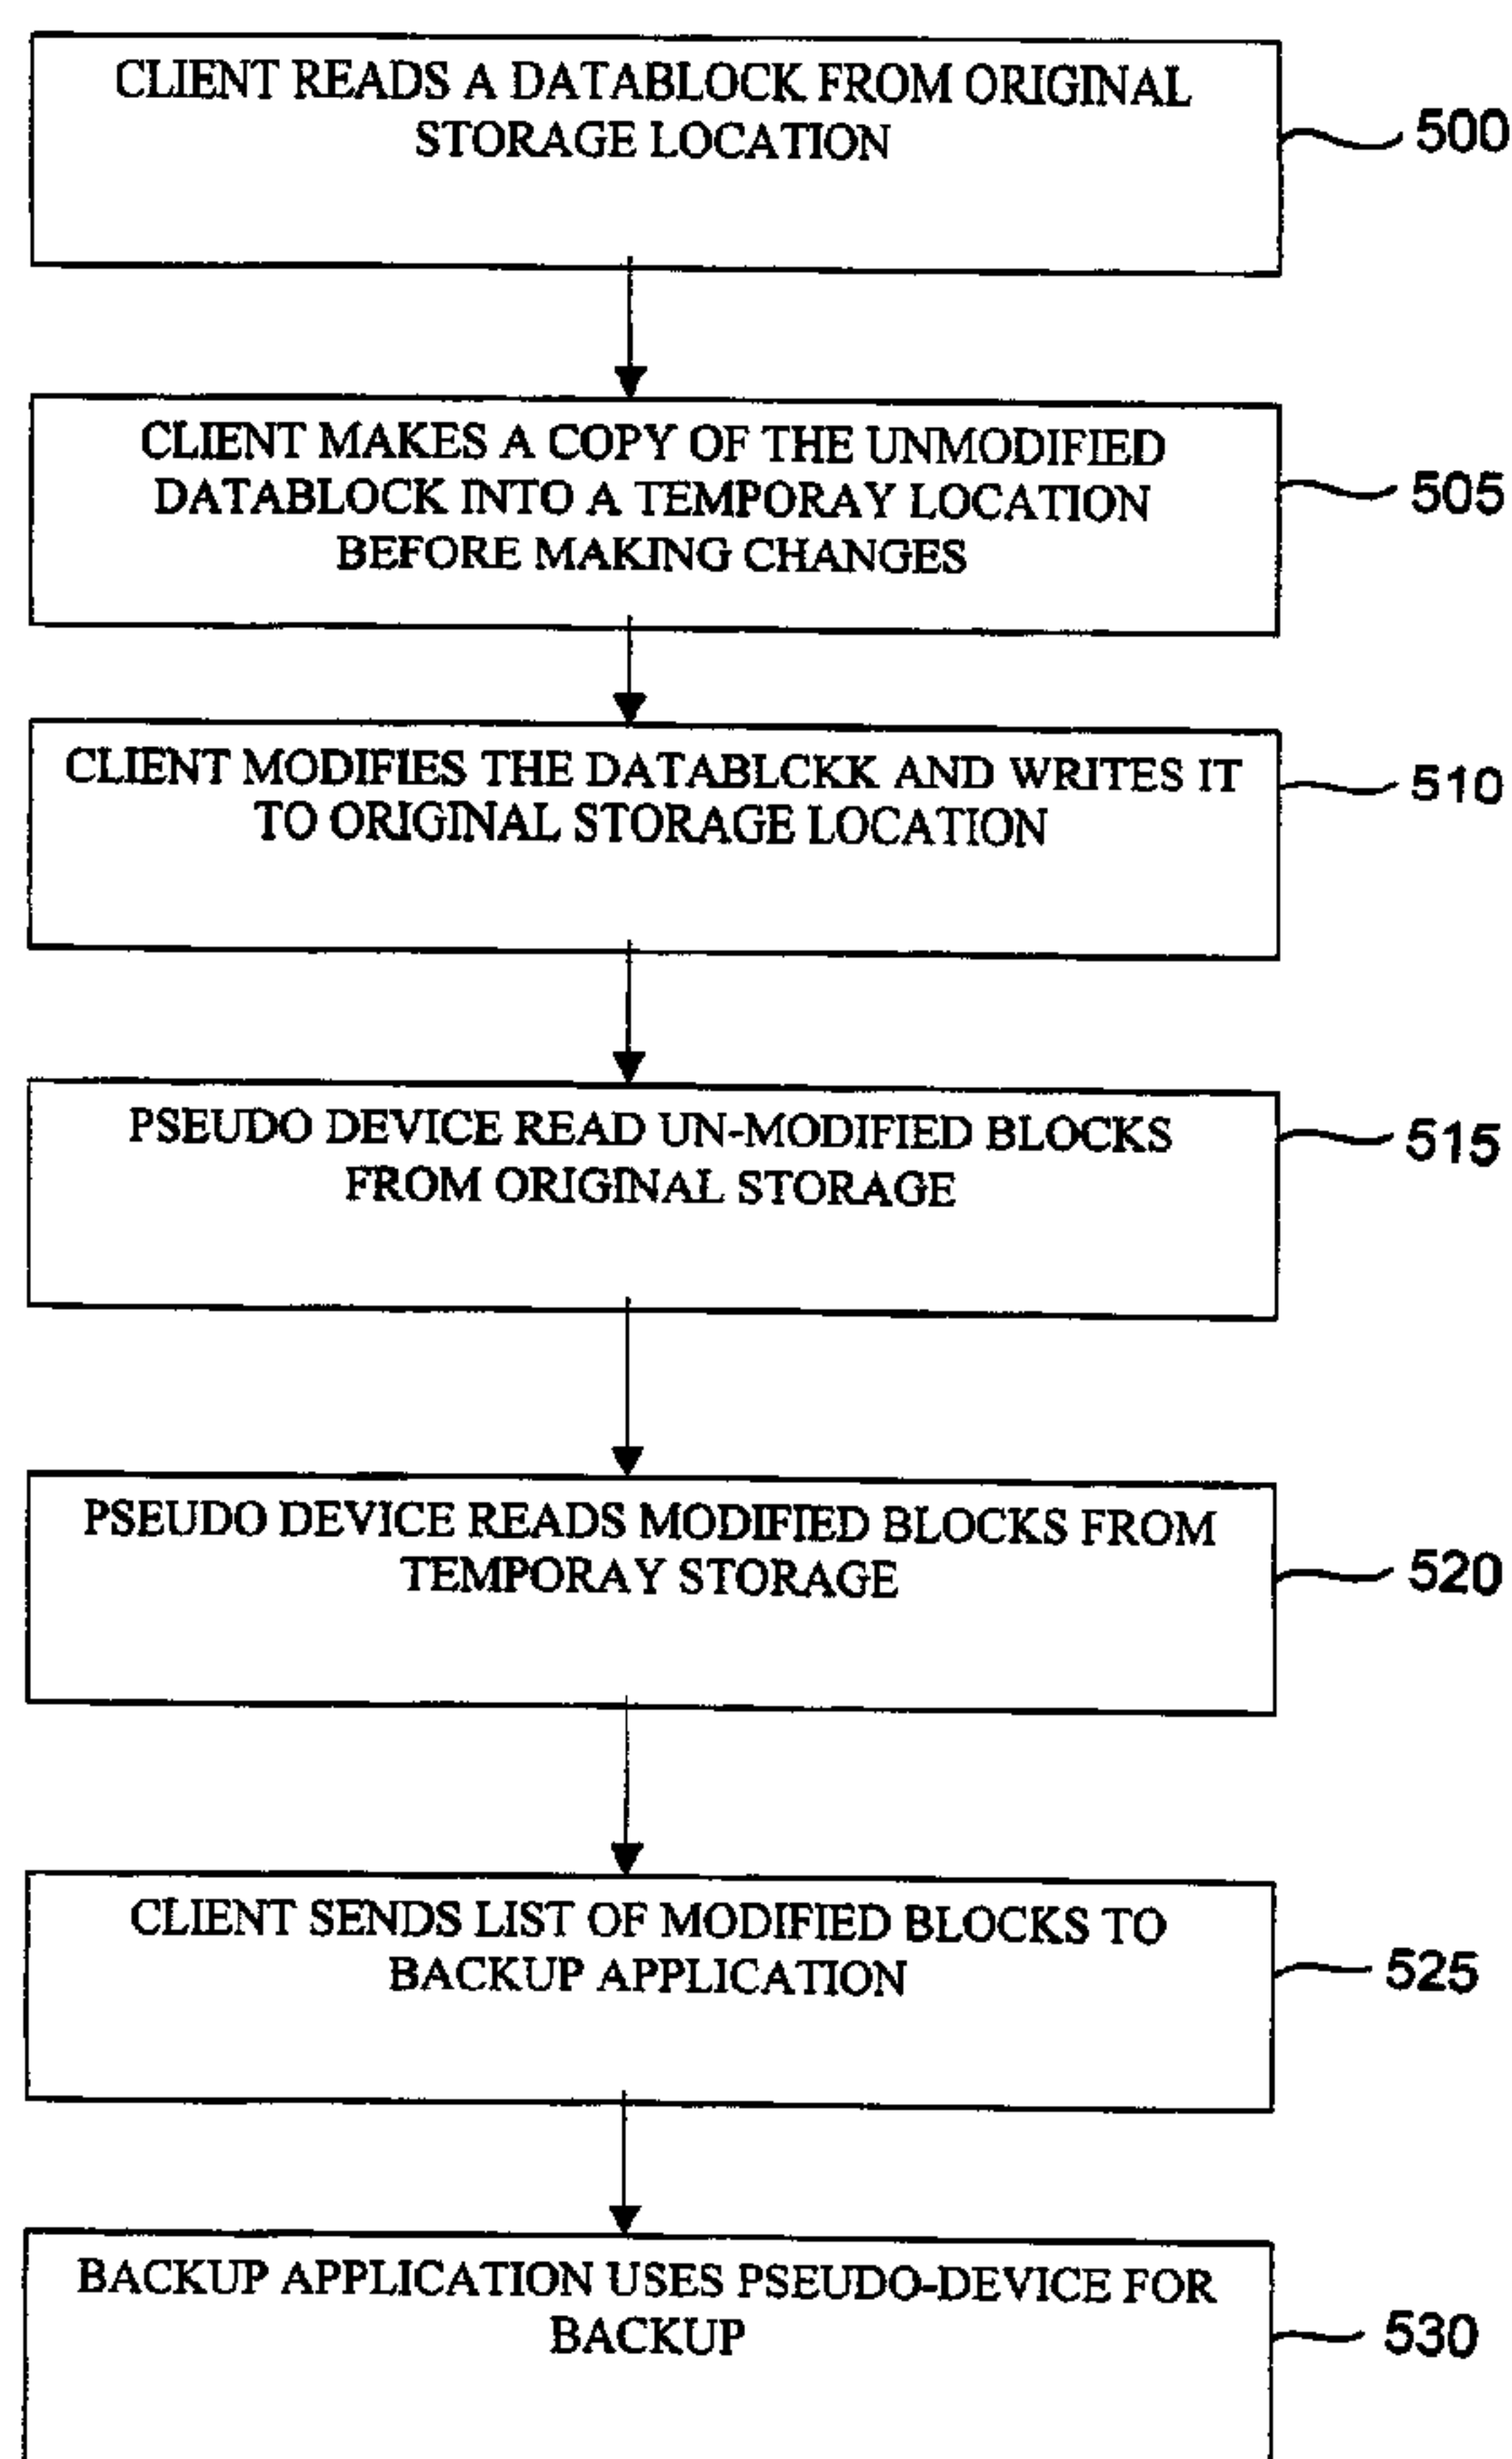 CLIENT READS A DATABLOCK FROM ORIGINAL
STORAGE LOCATION
500
CLIENT MAKES A COPY OF THE UNMODIFIED
DATABLOCK INTO A TEMPORAY LOCATION
BEFORE MAKING CHANGES
505
CLIENT MODIFIES THE DATABLCKK AND WRITES IT
TO ORIGINAL STORAGE LOCATION
510
PSEUDO DEVICE READ UN-MODIFIED BLOCKS
FROM ORIGINAL STORAGE
515
PSEUDO DEVICE READS MODIFIED BLOCKS FROM
TEMPORAY STORAGE
520
CLIENT SENDS LIST OF MODIFIED BLOCKS TO
BACKUP APPLICATION
525
BACKUP APPLICATION USES PSEUDO-DEVICE FOR
BACKUP
530